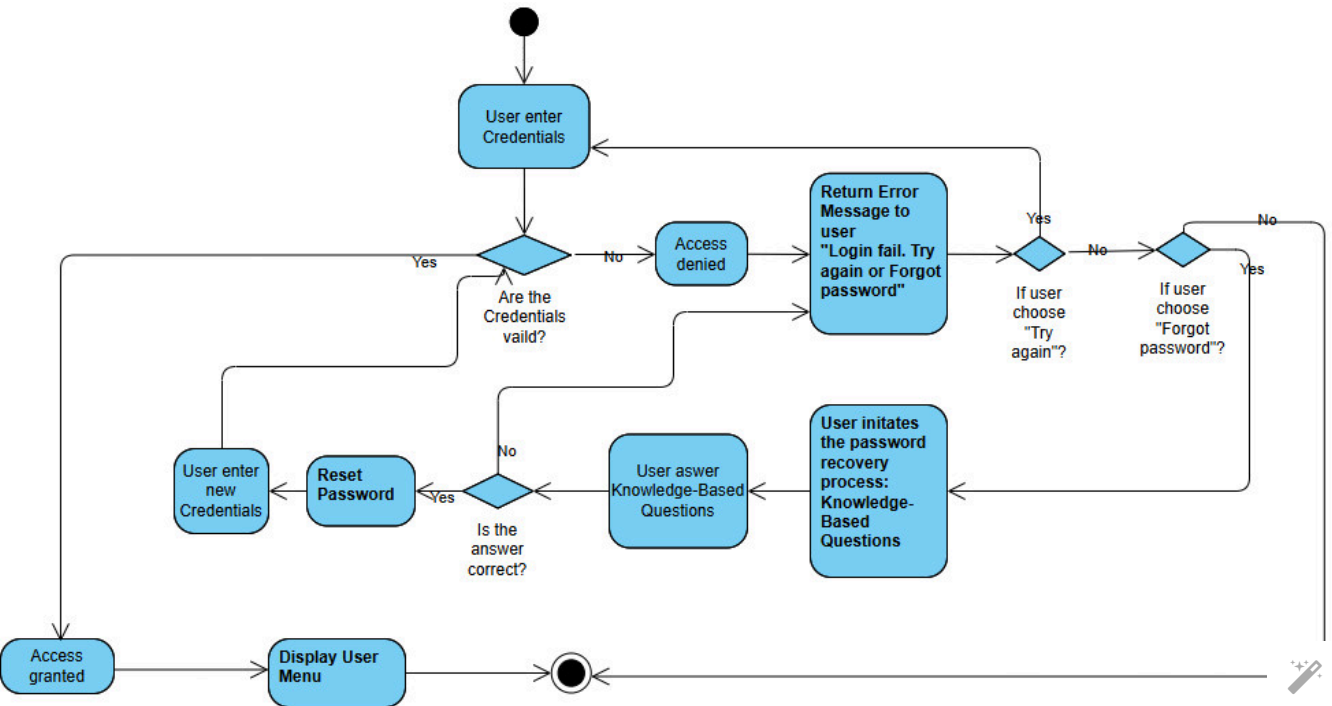 User enter
Credentials
Yes
No
Are the
Credentials
vaild?
Access
denied
Return Error
Message to
user
"Login fail. Try
again or Forgot
password"
Yes
No
If user
choose
"Try
again"?
No
Yes
If user
choose
"Forgot
password"?
User initates
the password
recovery
process:
Knowledge-
Based
Questions
User aswer
Knowledge-Based
Questions
No
Yes
Is the
answer
correct?
Reset
Password
User enter
new
Credentials
Access
granted
Display User
Menu